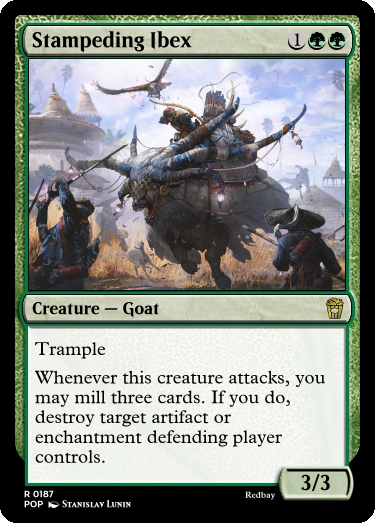 Stampeding Ibex 1
Creature — Goat
Trample
Whenever this creature attacks, you
may mill three cards. If you do,
destroy target artifact or
enchantment defending player
controls.
3/3
R 0187
POP Stanislav Lunin
Redbay